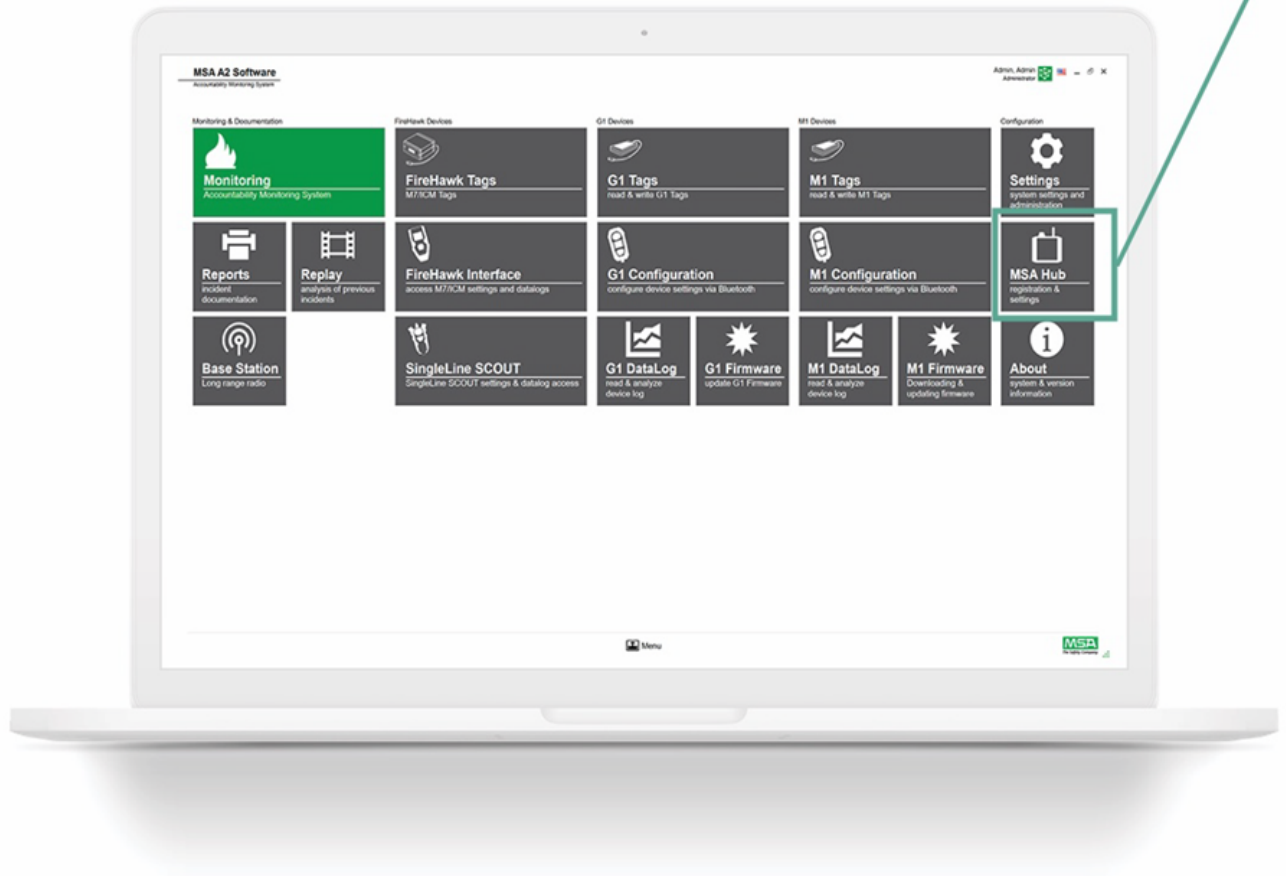 MSA A2 Software
Accountability Monitoring System
Admin, Admin
Administrator
Monitoring & Documentation
FireHawk Devices
G1 Devices
M1 Devices
Configuration
Monitoring
Accountability Monitoring System
FireHawk Tags
M7/ICM Tags
G1 Tags
read & write G1 Tags
M1 Tags
read & write M1 Tags
Settings
system settings and
administration
Reports
incident
documentation
Replay
analysis of previous
incidents
FireHawk Interface
access M7/ICM settings and datalogs
G1 Configuration
configure device settings via Bluetooth
M1 Configuration
configure device settings via Bluetooth
MSA Hub
registration &
settings
Base Station
Long range radio
SingleLine SCOUT
SingleLine SCOUT settings & datalog access
G1 DataLog
read & analyze
device log
G1 Firmware
update G1 Firmware
M1 DataLog
read & analyze
device log
M1 Firmware
Downloading &
updating firmware
About
system & version
information
Menu
MSA
The Safety Company